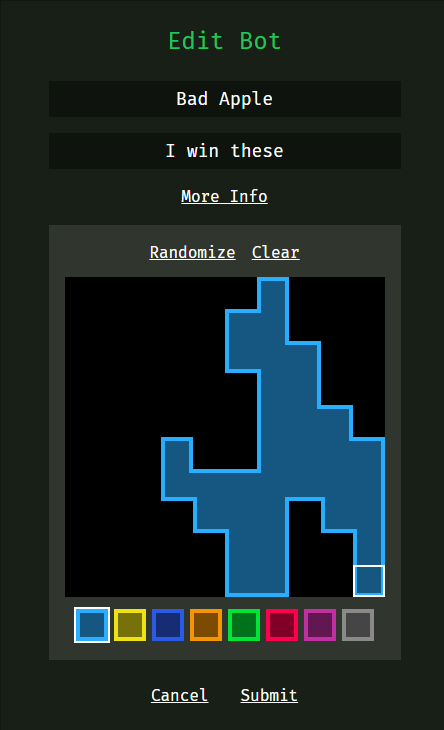 Edit Bot
Bad Apple
I win these
More Info
Randomize Clear
Cancel Submit